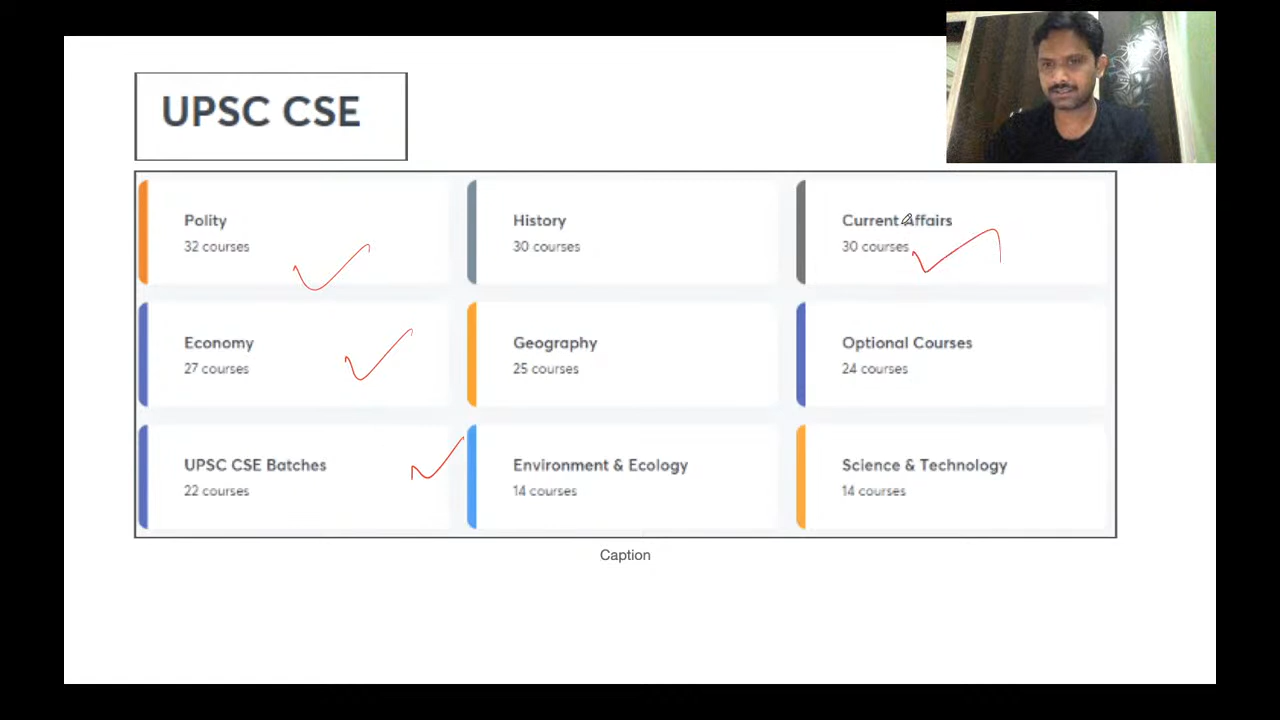 UPSC CSE
Polity
32 courses
History
30 courses
Current Affairs
30 courses
Economy
27 courses
Geography
25 courses
Optional Courses
24 courses
UPSC CSE Batches
22 courses
Environment & Ecology
14 courses
Science & Technology
14 courses
Caption